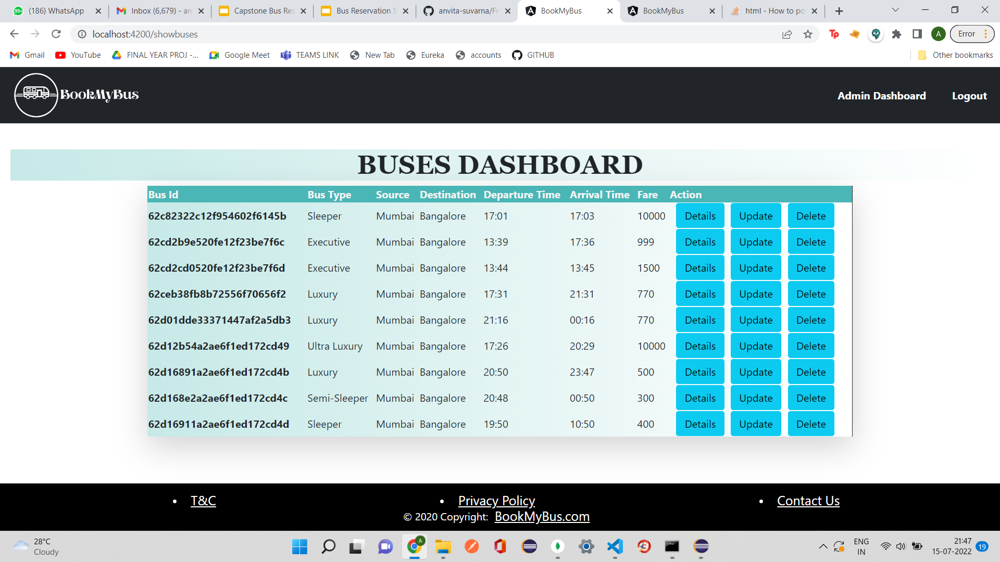 (186) WhatsApp Inbox (6,679) - an Capstone Bus Res Bus Reservation S anvita-suvarna/Fr BookMyBus BookMyBus html - How to po
localhost:4200/showbuses Tp A Error
Gmail YouTube FINAL YEAR PROJ -... Google Meet TEAMS LINK New Tab Eureka accounts GITHUB Other bookmarks
BookMyBus Admin Dashboard Logout
BUSES DASHBOARD
Bus Id Bus Type Source Destination Departure Time Arrival Time Fare Action
62c82322c12f954602f6145b Sleeper Mumbai Bangalore 17:01 17:03 10000 Details Update Delete
62cd2b9e520fe12f23be7f6c Executive Mumbai Bangalore 13:39 17:36 999 Details Update Delete
62cd2cd0520fe12f23be7f6d Executive Mumbai Bangalore 13:44 13:45 1500 Details Update Delete
62ceb38fb8b72556f70656f2 Luxury Mumbai Bangalore 17:31 21:31 770 Details Update Delete
62d01dde33371447af2a5db3 Luxury Mumbai Bangalore 21:16 00:16 770 Details Update Delete
62d12b54a2ae6f1ed172cd49 Ultra Luxury Mumbai Bangalore 17:26 20:29 10000 Details Update Delete
62d16891a2ae6f1ed172cd4b Luxury Mumbai Bangalore 20:50 23:47 500 Details Update Delete
62d168e2a2ae6f1ed172cd4c Semi-Sleeper Mumbai Bangalore 20:48 00:50 300 Details Update Delete
62d16911a2ae6f1ed172cd4d Sleeper Mumbai Bangalore 19:50 10:50 400 Details Update Delete
• T&C • Privacy Policy • Contact Us
© 2020 Copyright: BookMyBus.com
28°C ENG 21:47
Cloudy IN 15-07-2022 19